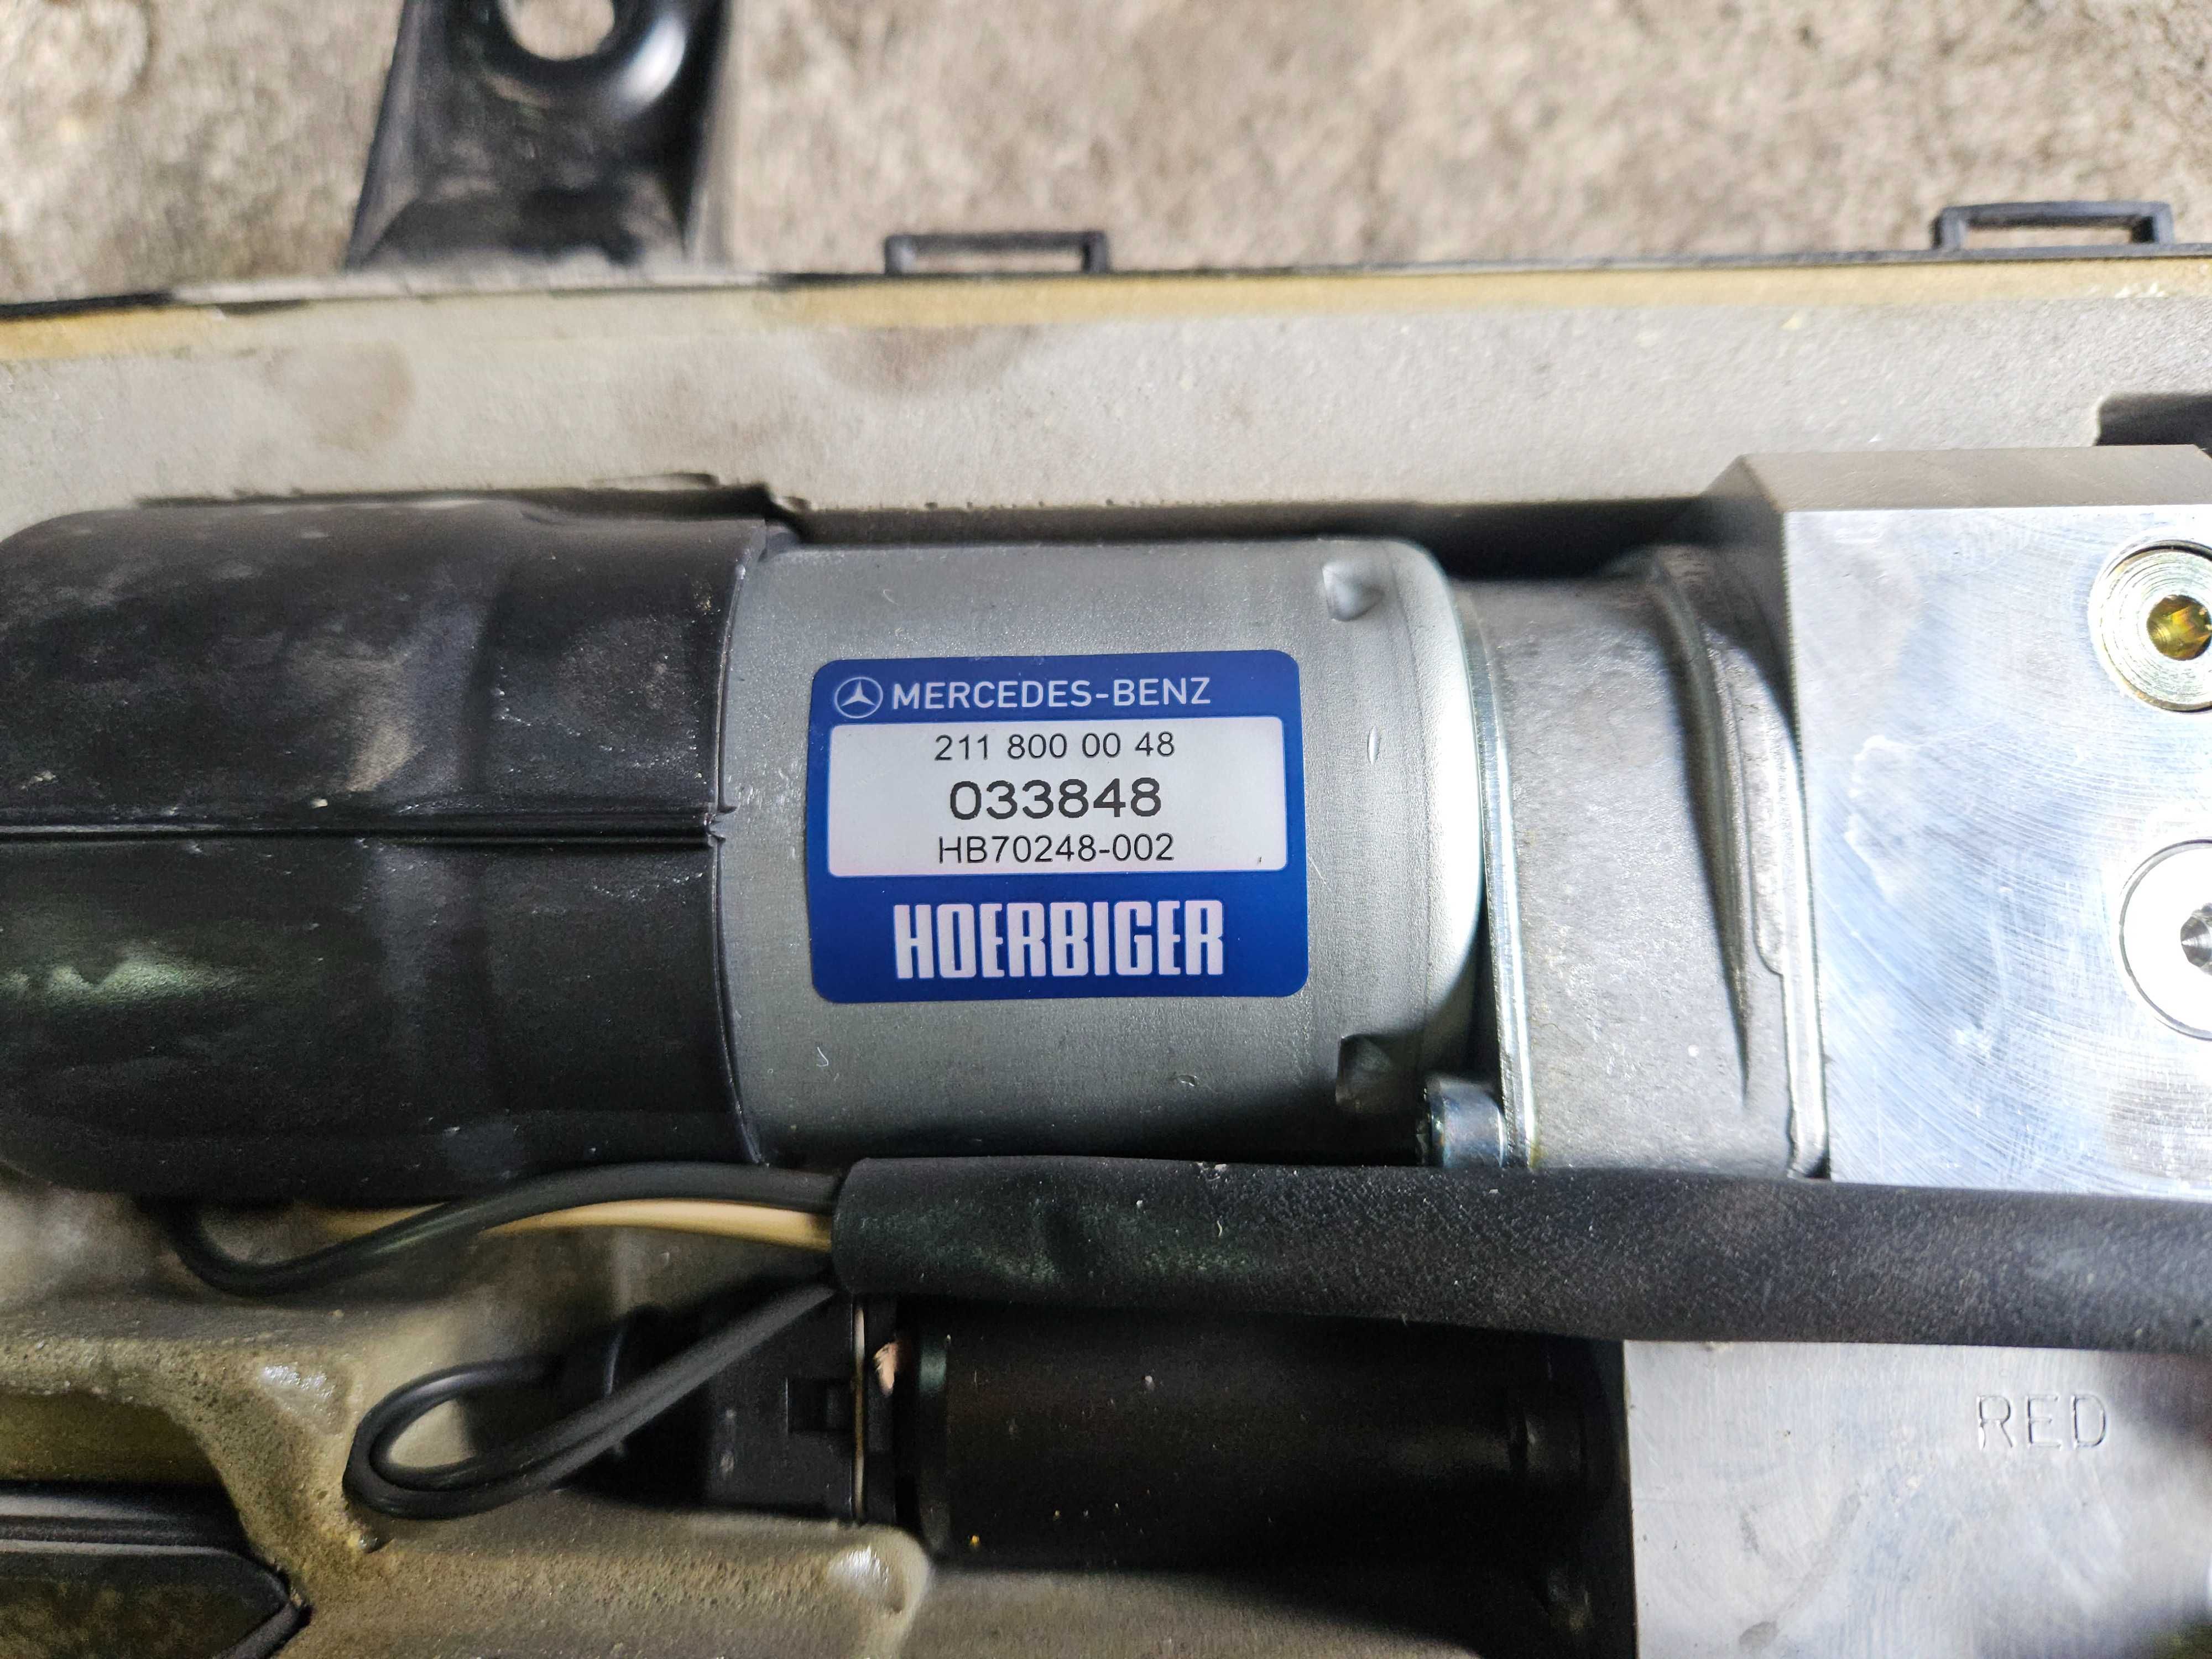 MERCEDES-BENZ
211 800 00 48
033848
HB70248-002
HOERBIGER
RED